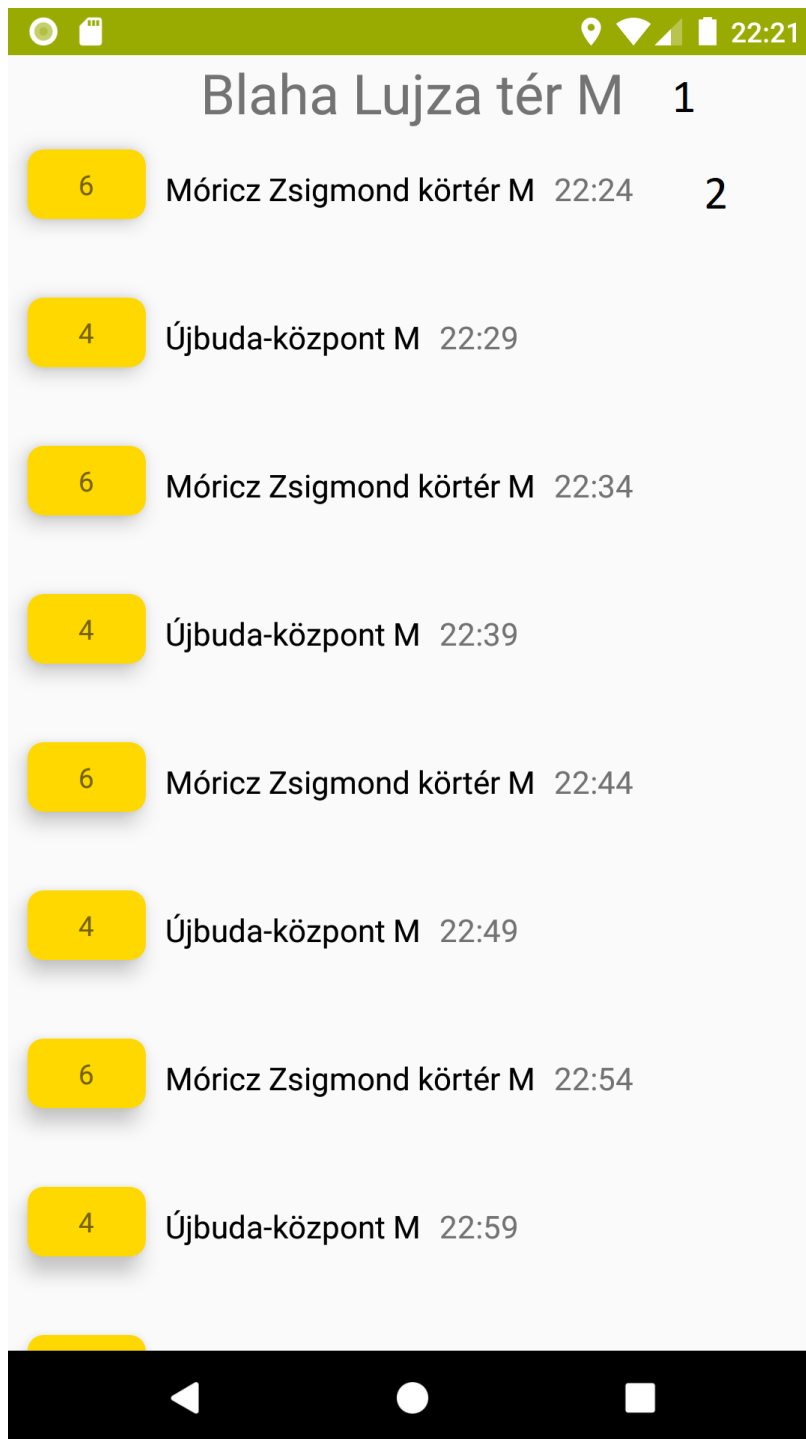 22:21
Blaha Lujza tér M 1
6 Móricz Zsigmond körtér M 22:24 2
4 Újbuda-központ M 22:29
6 Móricz Zsigmond körtér M 22:34
4 Újbuda-központ M 22:39
6 Móricz Zsigmond körtér M 22:44
4 Újbuda-központ M 22:49
6 Móricz Zsigmond körtér M 22:54
4 Újbuda-központ M 22:59